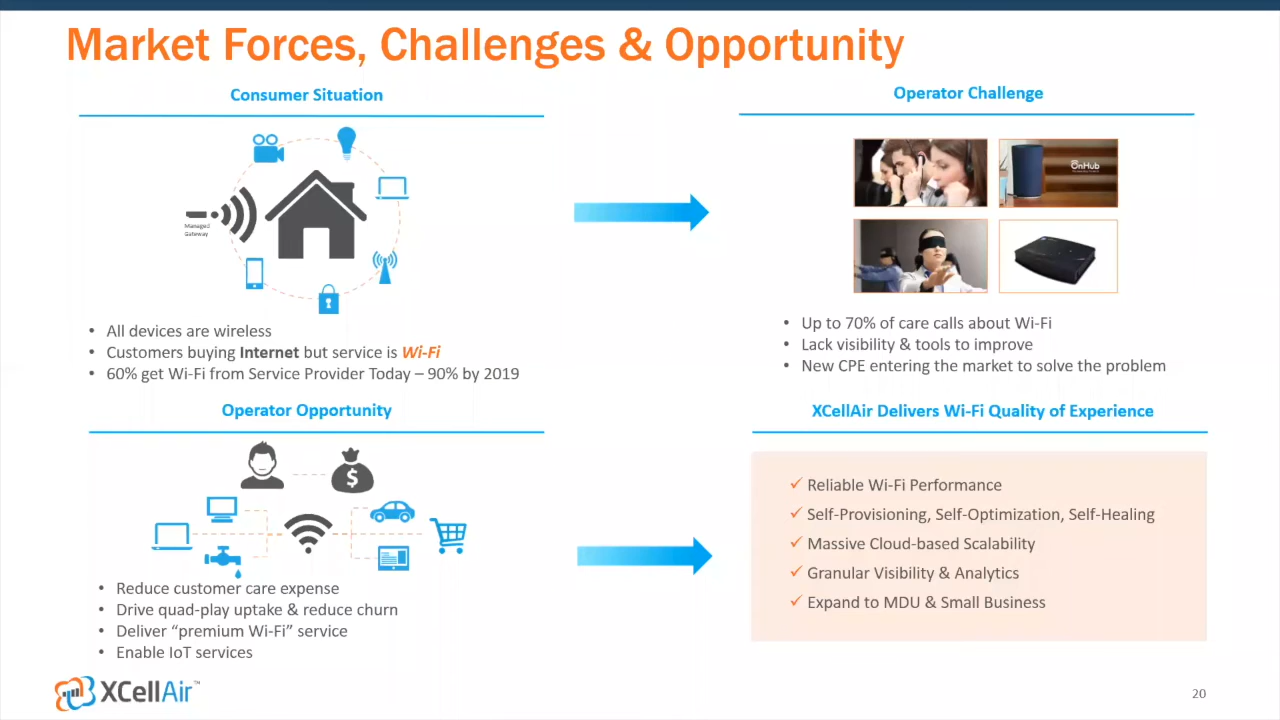 Market Forces, Challenges & Opportunity
Consumer Situation
Managed
Gateway
• All devices are wireless
• Customers buying Internet but service is Wi-Fi
• 60% get Wi-Fi from Service Provider Today – 90% by 2019
Operator Challenge
OnHub
• Up to 70% of care calls about Wi-Fi
• Lack visibility & tools to improve
• New CPE entering the market to solve the problem
Operator Opportunity
$
• Reduce customer care expense
• Drive quad-play uptake & reduce churn
• Deliver “premium Wi-Fi” service
• Enable IoT services
XCellAir Delivers Wi-Fi Quality of Experience
✓ Reliable Wi-Fi Performance
✓ Self-Provisioning, Self-Optimization, Self-Healing
✓ Massive Cloud-based Scalability
✓ Granular Visibility & Analytics
✓ Expand to MDU & Small Business
XCellAir™
20